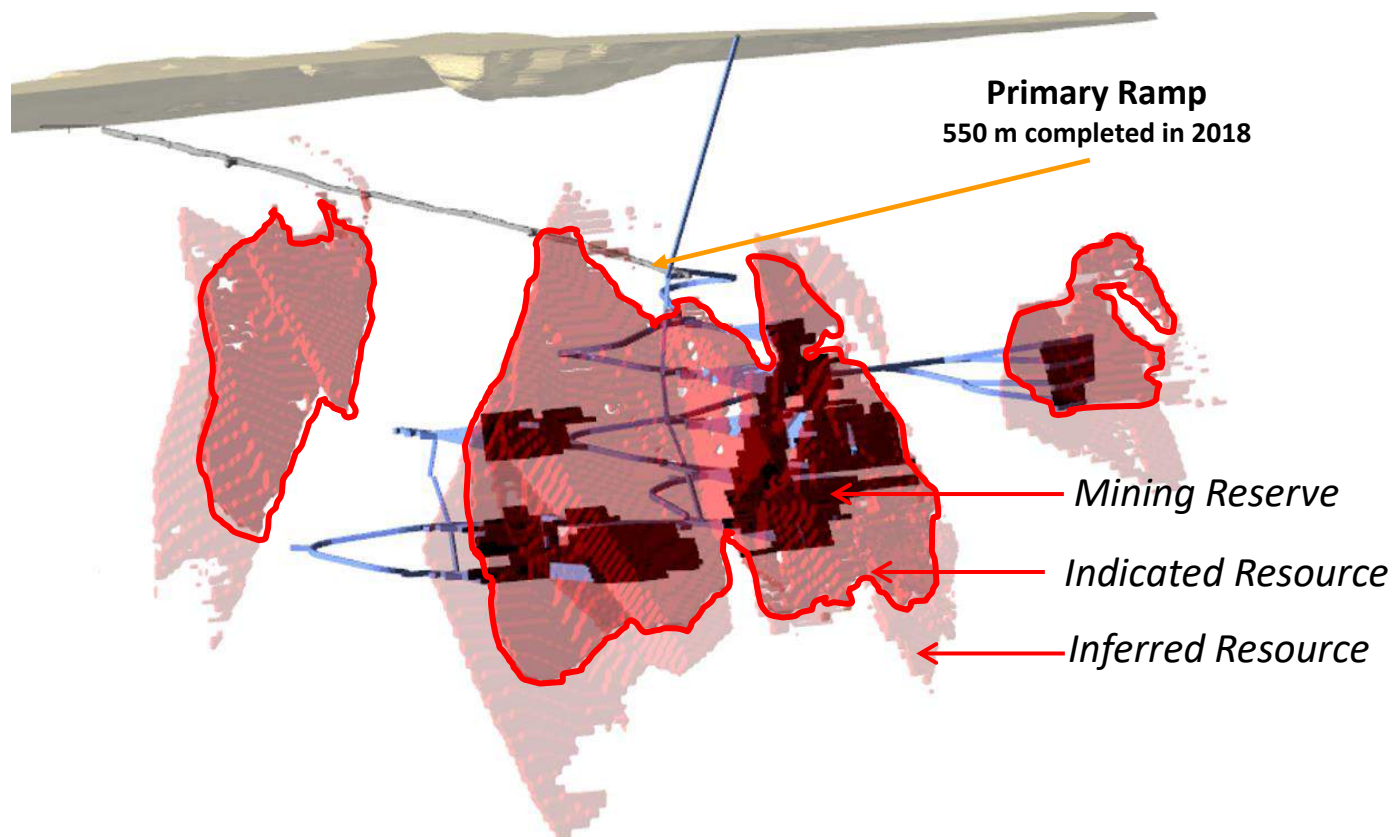 Primary Ramp
550 m completed in 2018
Mining Reserve
Indicated Resource
Inferred Resource